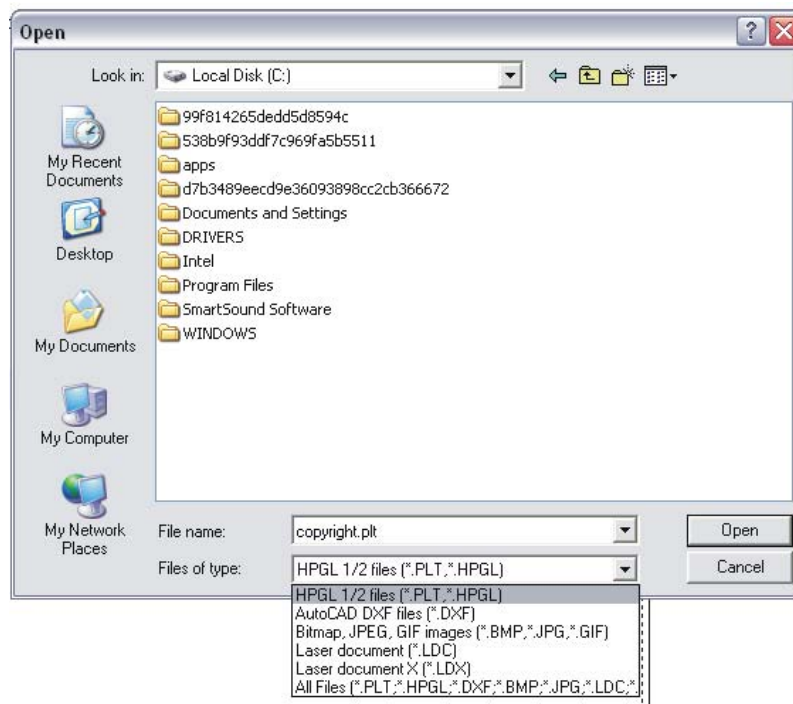 Open
Look in: Local Disk (C:)
99f814265dedd5d8594c
538b9f93ddf7c969fa5b5511
apps
d7b3489eecd9e36093898cc2cb366672
Documents and Settings
DRIVERS
Intel
Program Files
SmartSound Software
WINDOWS
My Recent
Documents
Desktop
My Documents
My Computer
My Network
Places
File name: copyright.plt Open
Files of type: HPGL 1/2 files (*.PLT,*.HPGL) Cancel
HPGL 1/2 files (*.PLT,*.HPGL)
AutoCAD DXF files (*.DXF)
Bitmap, JPEG, GIF images (*.BMP,*.JPG,*.GIF)
Laser document (*.LDC)
Laser document X (*.LDX)
All Files (*.PLT;*.HPGL;*.DXF;*.BMP;*.JPG;*.LDC;*